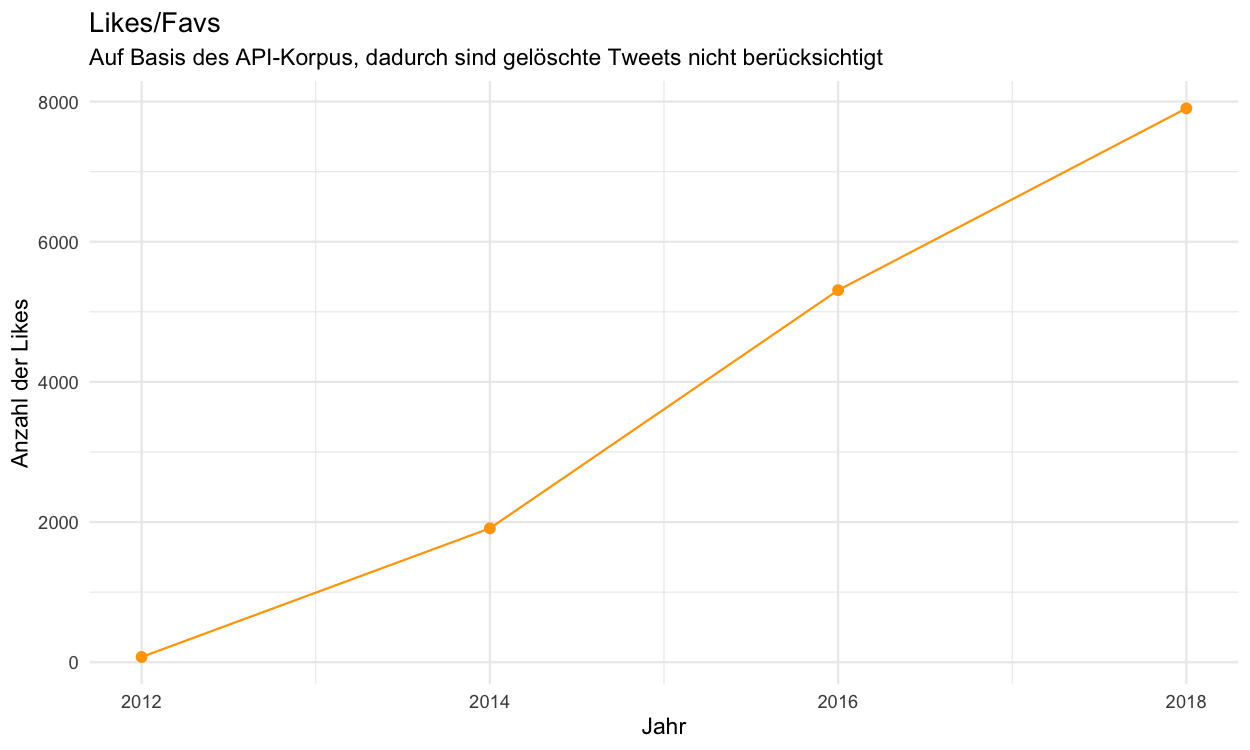 Likes/Favs
Auf Basis des API-Korpus, dadurch sind gelöschte Tweets nicht berücksichtigt
8000
6000
4000
2000
0
Anzahl der Likes
2012 2014 2016 2018
Jahr